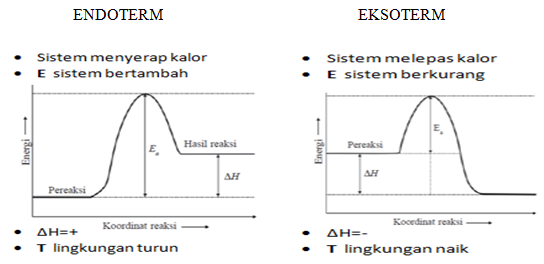 ENDOTERM
• Sistem menyerap kalor
• E sistem bertambah
Energi
Ea
Hasil reaksi
ΔH
Pereaksi
Koordinat reaksi
• ΔH=+
• T lingkungan turun
EKSOTERM
• Sistem melepas kalor
• E sistem berkurang
Energi
Pereaksi
Ea
ΔH
Koordinat reaksi
• ΔH=-
• T lingkungan naik